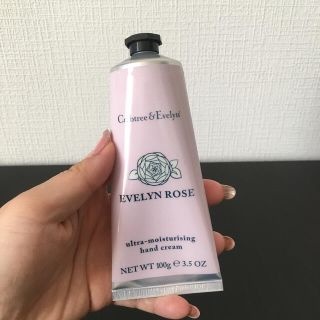 Crabtree & Evelyn
EVELYN ROSE
ultra-moisturising
hand cream
NET WT 100g ℮ 3.5 OZ